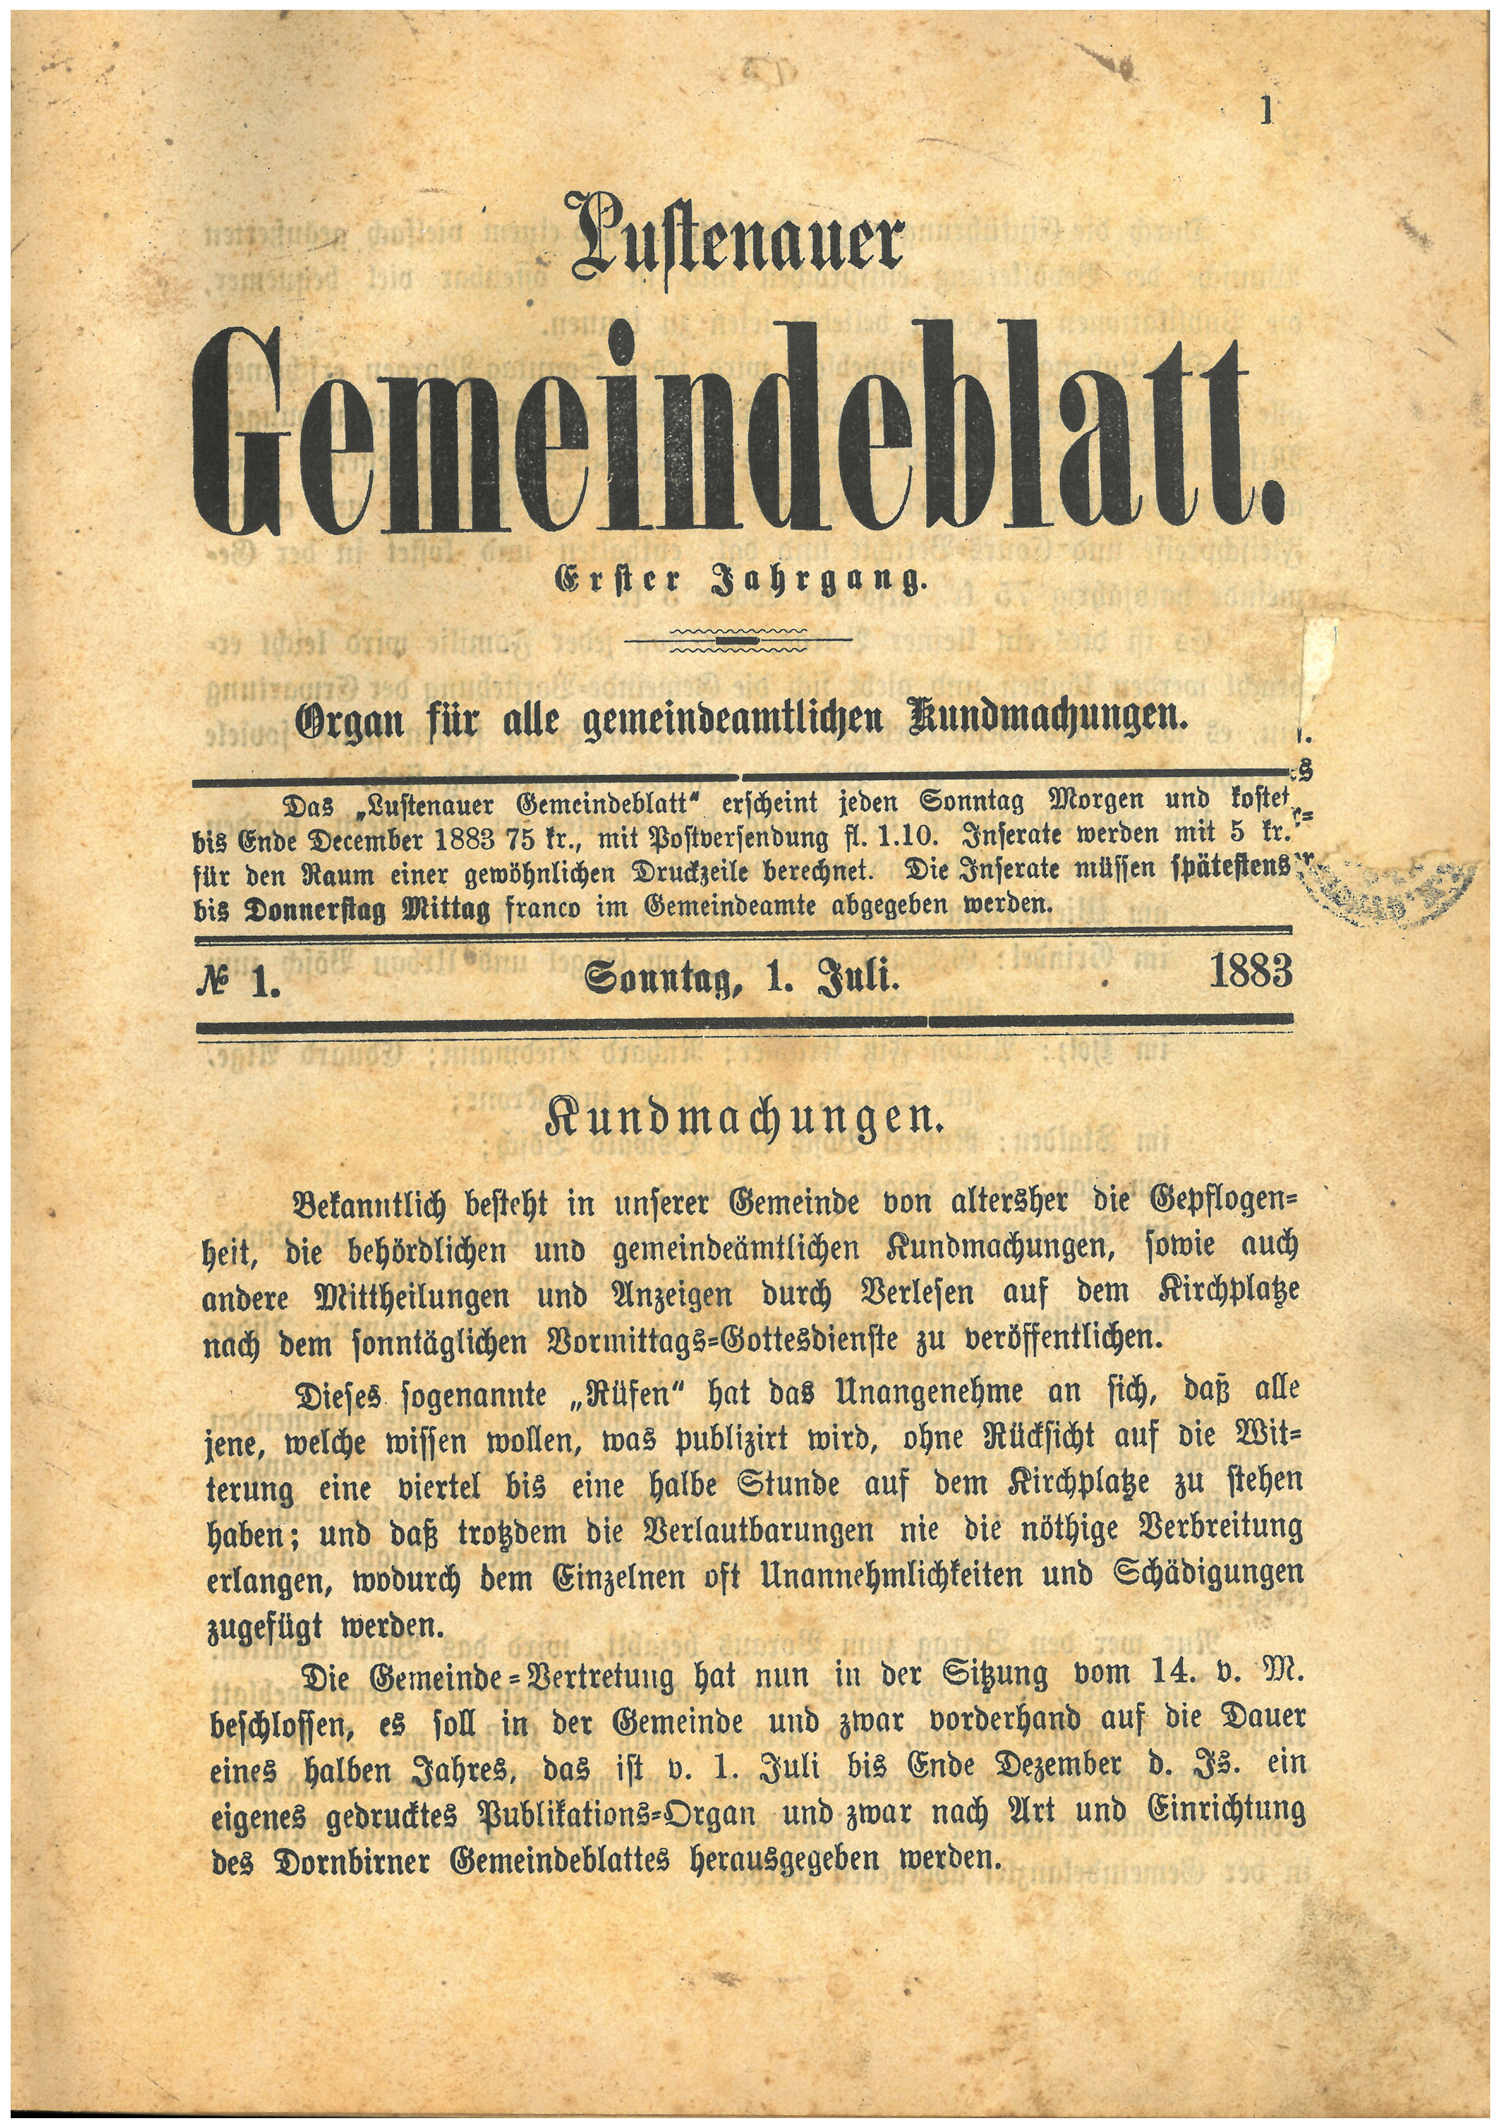 1
Lustenauer
Gemeindeblatt.
Erster Jahrgang.
Organ für alle gemeindeamtlichen Kundmachungen.
Das „Lustenauer Gemeindeblatt“ erscheint jeden Sonntag Morgen und kostet
bis Ende December 1883 75 kr., mit Postversendung fl. 1.10. Inserate werden mit 5 kr.
für den Raum einer gewöhnlichen Druckzeile berechnet. Die Inserate müssen spätestens
bis Donnerstag Mittag franco im Gemeindeamte abgegeben werden.
№ 1. Sonntag, 1. Juli. 1883
Kundmachungen.
Bekanntlich besteht in unserer Gemeinde von altersher die Gepflogen-
heit, die behördlichen und gemeindeämtlichen Kundmachungen, sowie auch
andere Mittheilungen und Anzeigen durch Verlesen auf dem Kirchplatze
nach dem sonntäglichen Vormittags-Gottesdienste zu veröffentlichen.
Dieses sogenannte „Rüfen“ hat das Unangenehme an sich, daß alle
jene, welche wissen wollen, was publizirt wird, ohne Rücksicht auf die Wit-
terung eine viertel bis eine halbe Stunde auf dem Kirchplatze zu stehen
haben; und daß trotzdem die Verlautbarungen nie die nöthige Verbreitung
erlangen, wodurch dem Einzelnen oft Unannehmlichkeiten und Schädigungen
zugefügt werden.
Die Gemeinde-Vertretung hat nun in der Sitzung vom 14. v. M.
beschlossen, es soll in der Gemeinde und zwar vorderhand auf die Dauer
eines halben Jahres, das ist v. 1. Juli bis Ende Dezember d. Js. ein
eigenes gedrucktes Publikations-Organ und zwar nach Art und Einrichtung
des Dornbirner Gemeindeblattes herausgegeben werden.